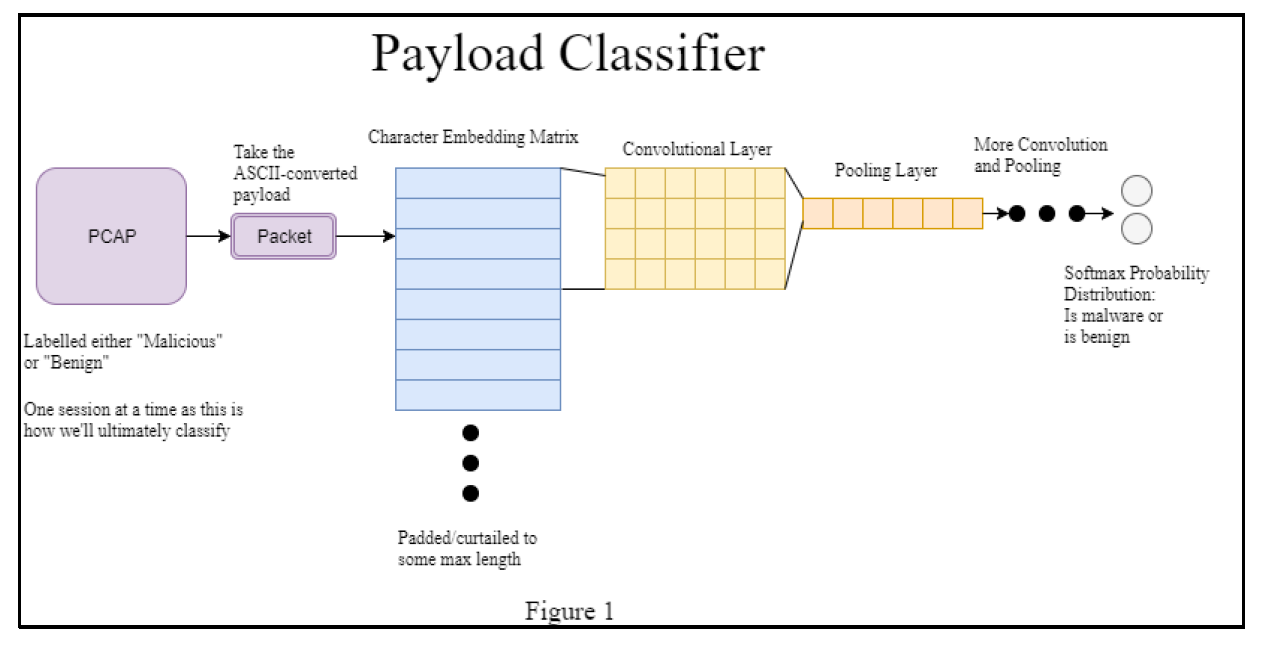 Payload Classifier
Character Embedding Matrix
Take the
ASCII-converted
payload
Convolutional Layer
Pooling Layer
More Convolution
and Pooling
PCAP
Packet
Softmax Probability
Distribution:
Is malware or
is benign
Labelled either "Malicious"
or "Benign"
One session at a time as this is
how we'll ultimately classify
Padded/curtailed to
some max length
Figure 1